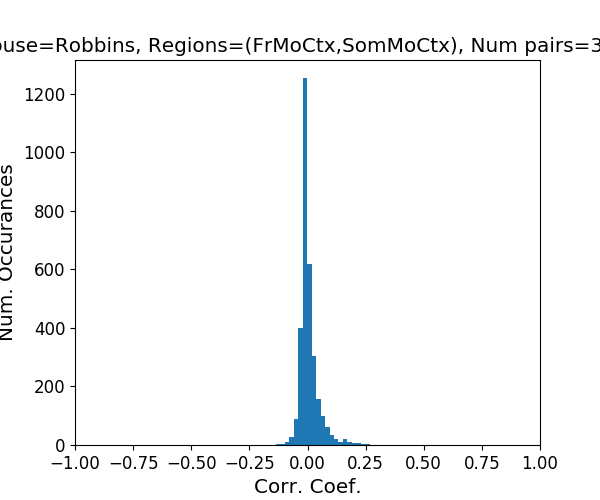 ouse=Robbins, Regions=(FrMoCtx,SomMoCtx), Num pairs=3
Num. Occurances
1200
1000
800
600
400
200
0
−1.00 −0.75 −0.50 −0.25 0.00 0.25 0.50 0.75 1.00
Corr. Coef.